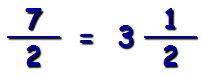 7/2 = 3 1/2